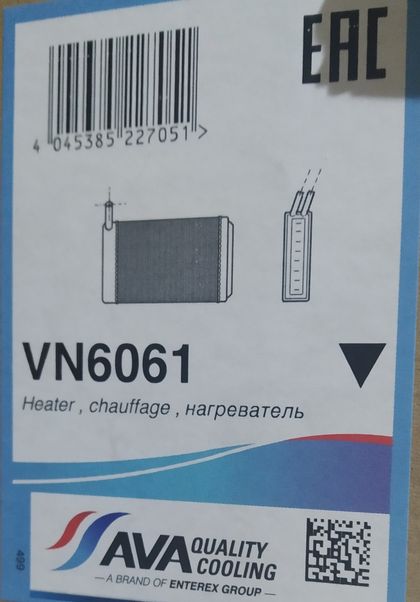 EAC
4 045385 227051 >
VN6061
Heater , chauffage , нагреватель
AVA QUALITY
COOLING
— A BRAND OF ENTEREX GROUP —
499